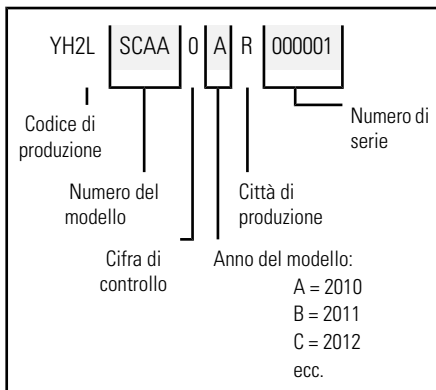 YH2L SCAA 0 A R 000001
Codice di
produzione
Numero di
serie
Numero del
modello
Città di
produzione
Cifra di
controllo
Anno del modello:
A = 2010
B = 2011
C = 2012
ecc.